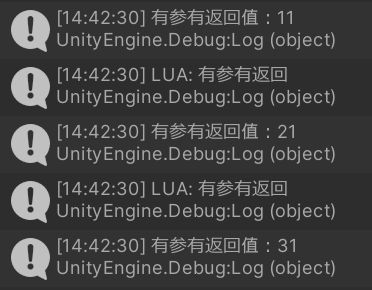 [14:42:30] 有参有返回值：11
UnityEngine.Debug:Log (object)
[14:42:30] LUA: 有参有返回
UnityEngine.Debug:Log (object)
[14:42:30] 有参有返回值：21
UnityEngine.Debug:Log (object)
[14:42:30] LUA: 有参有返回
UnityEngine.Debug:Log (object)
[14:42:30] 有参有返回值：31
UnityEngine.Debug:Log (object)